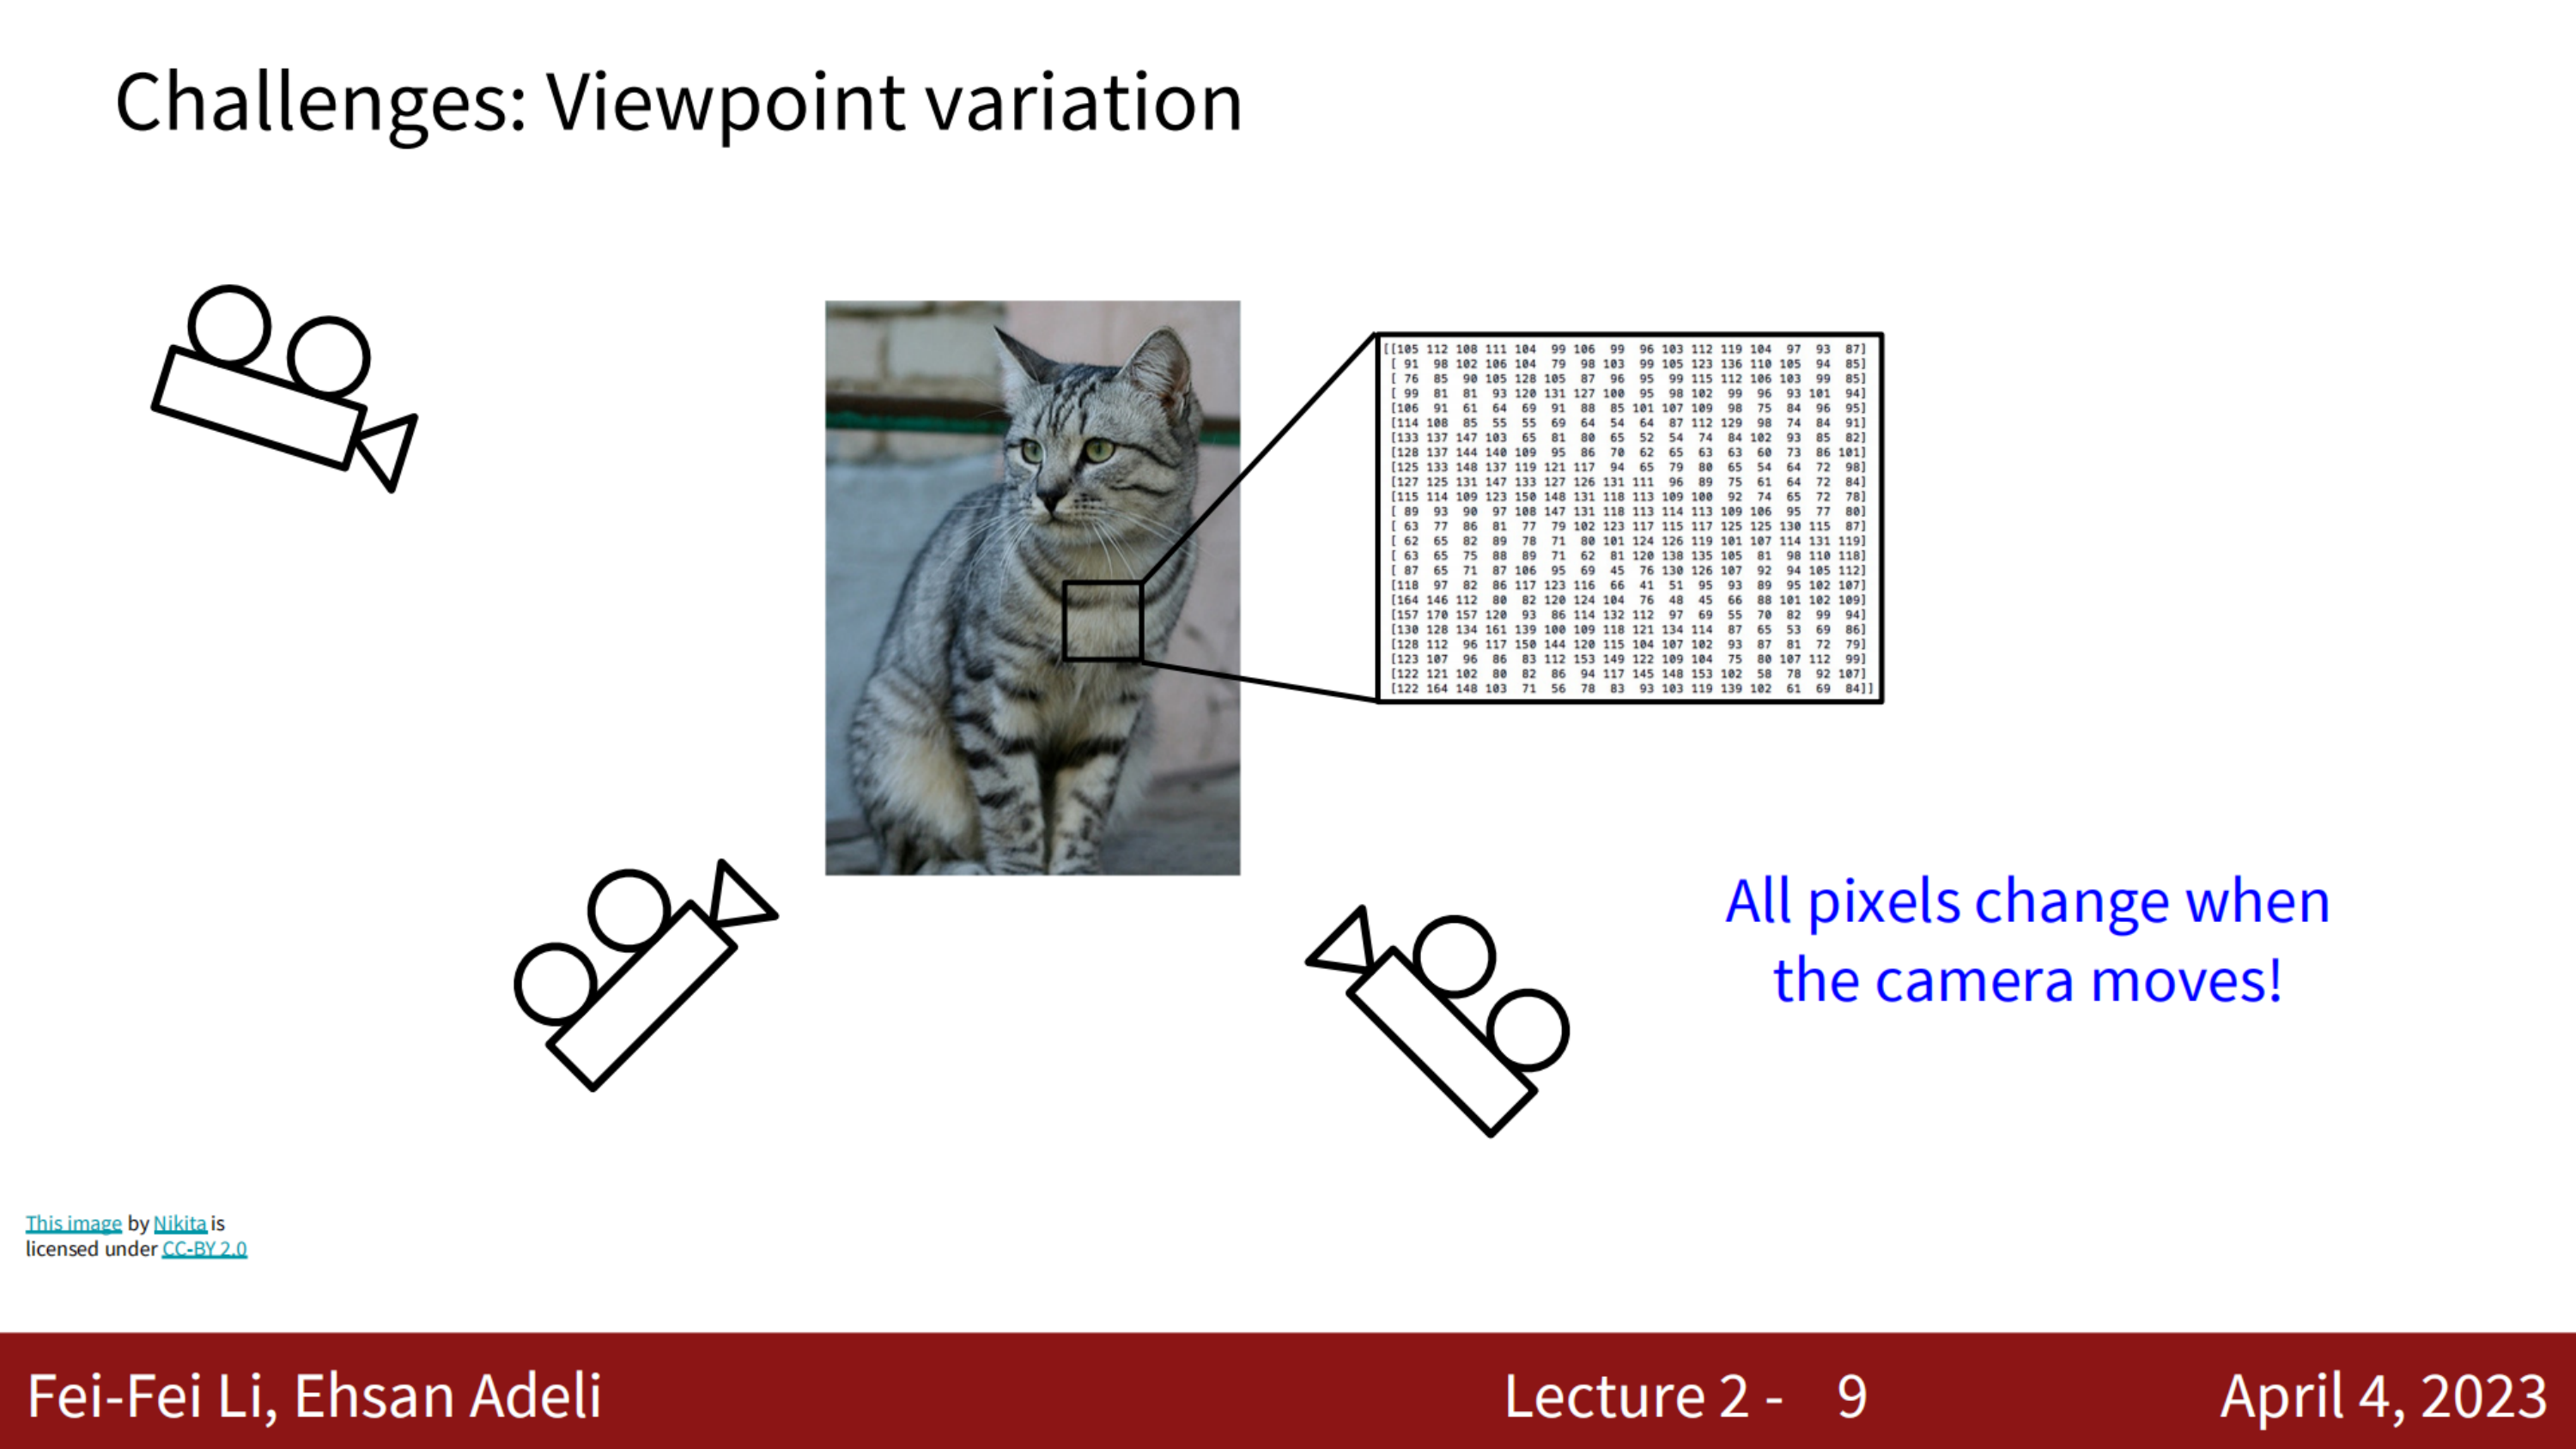 Challenges: Viewpoint variation
[[105 112 108 111 104 99 106 99 96 103 112 119 104 97 93 87]
[ 91 98 102 106 104 79 98 103 99 105 123 136 110 105 94 85]
[ 76 85 90 105 128 105 87 96 95 99 115 112 106 103 99 85]
[ 99 81 81 93 120 131 127 100 95 98 102 99 96 93 101 94]
[106 91 61 64 69 91 88 85 101 107 109 98 75 84 96 95]
[114 108 85 55 55 69 64 54 64 87 112 129 98 74 84 91]
[133 137 147 103 65 81 80 65 52 54 74 84 102 93 85 82]
[128 137 144 140 109 95 86 70 62 65 63 63 60 73 86 101]
[125 133 148 137 119 121 117 94 65 79 80 65 54 64 72 98]
[127 125 131 147 133 127 126 131 111 96 89 75 61 64 72 84]
[115 114 109 123 150 148 131 118 113 109 100 92 74 65 72 78]
[ 89 93 90 97 108 147 131 118 113 114 113 109 106 95 77 80]
[ 63 77 86 81 77 79 102 123 117 115 117 125 125 130 115 87]
[ 62 65 82 89 78 71 80 101 124 126 119 101 107 114 131 119]
[ 63 65 75 88 89 71 62 81 120 138 135 105 81 98 110 118]
[ 87 65 71 87 106 95 69 45 76 130 126 107 92 94 105 112]
[118 97 82 86 117 123 116 66 41 51 95 93 89 95 102 107]
[164 146 112 80 82 120 124 104 76 48 45 66 88 101 102 109]
[157 170 157 120 93 86 114 132 112 97 69 55 70 82 99 94]
[130 128 134 161 139 100 109 118 121 134 114 87 65 53 69 86]
[128 112 96 117 150 144 120 115 104 107 102 93 87 81 72 79]
[123 107 96 86 83 112 153 149 122 109 104 75 80 107 112 99]
[122 121 102 80 82 86 94 117 145 148 153 102 58 78 92 107]
[122 164 148 103 71 56 78 83 93 103 119 139 102 61 69 84]]
All pixels change when
the camera moves!
This image by Nikita is
licensed under CC-BY 2.0
Fei-Fei Li, Ehsan Adeli
Lecture 2 - 9
April 4, 2023